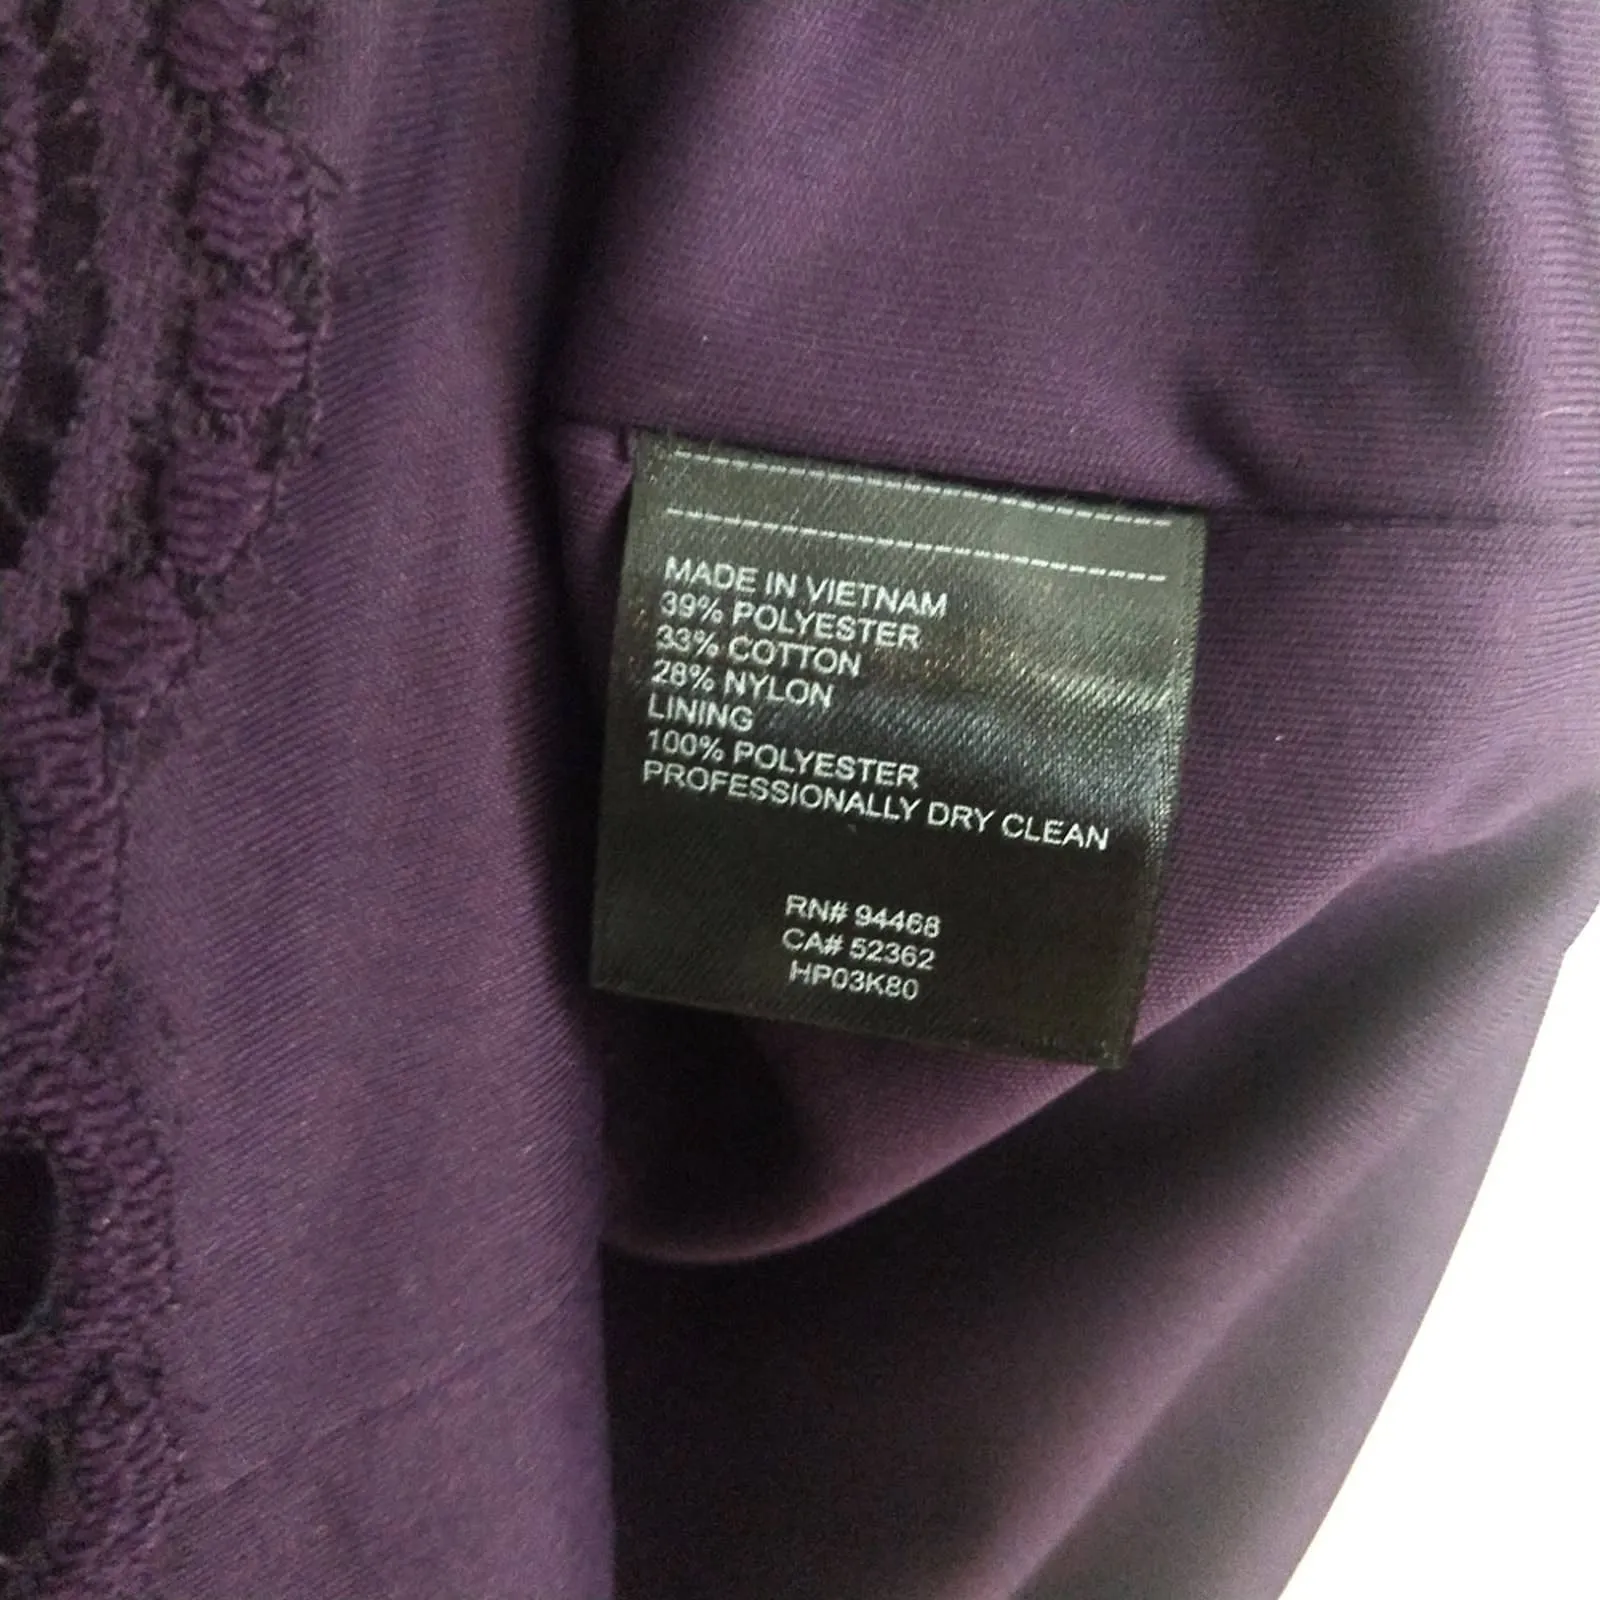 MADE IN VIETNAM
39% POLYESTER
33% COTTON
28% NYLON
LINING
100% POLYESTER
PROFESSIONALLY DRY CLEAN
RN# 94468
CA# 52362
HP03K80